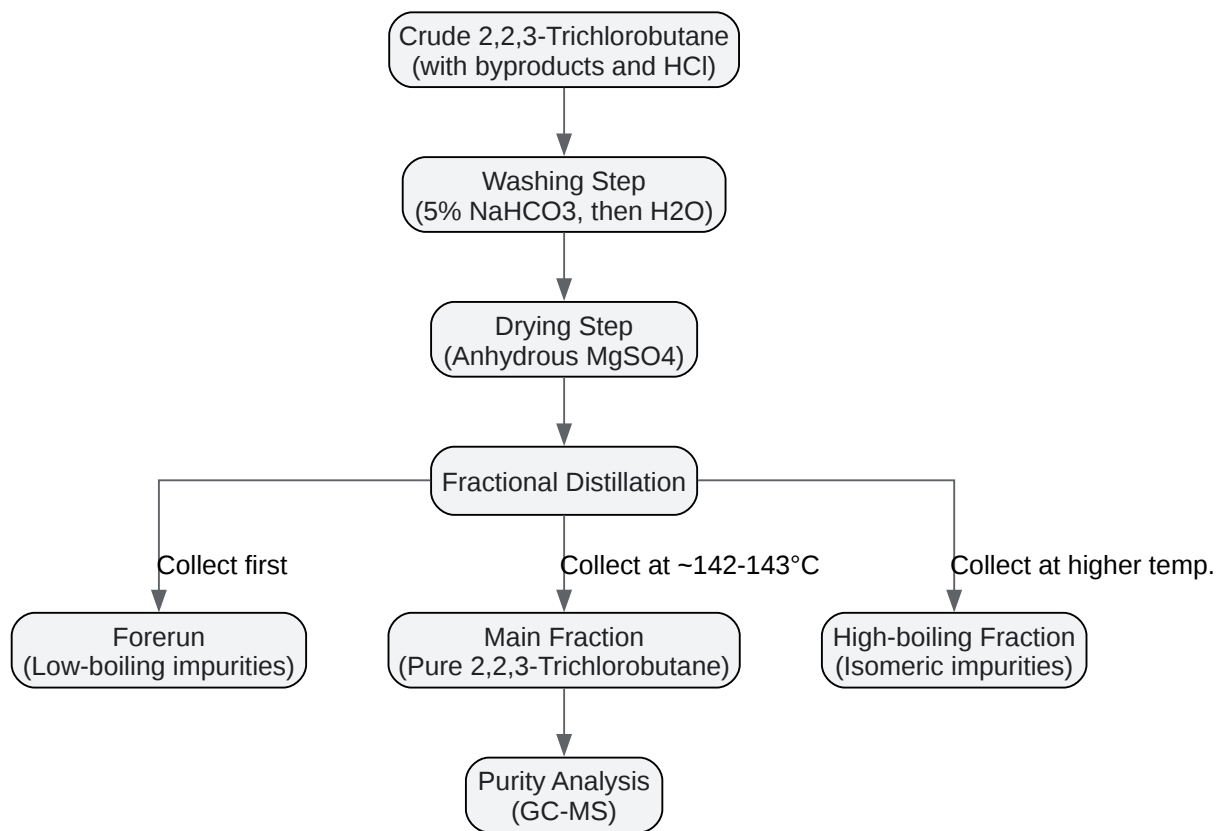 Crude 2,2,3-Trichlorobutane
(with byproducts and HCl)
Washing Step
(5% NaHCO3, then H2O)
Drying Step
(Anhydrous MgSO4)
Fractional Distillation
Collect first
Collect at ~142-143°C
Collect at higher temp.
Forerun
(Low-boiling impurities)
Main Fraction
(Pure 2,2,3-Trichlorobutane)
High-boiling Fraction
(Isomeric impurities)
Purity Analysis
(GC-MS)